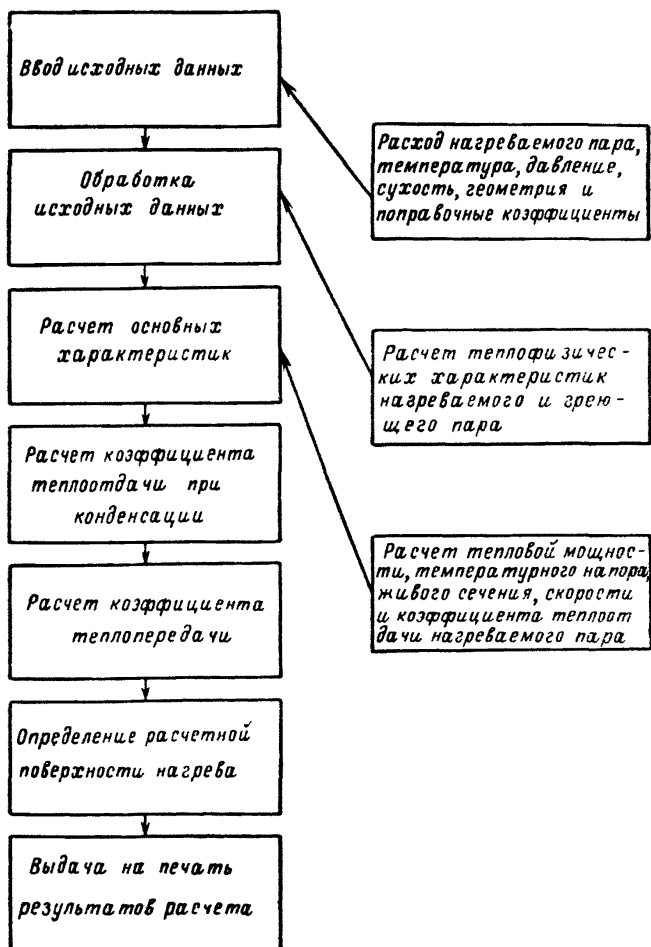 Ввод исходных данных
Обработка
исходных данных
Расчет основных
характеристик
Расчет коэффициента
теплоотдачи при
конденсации
Расчет коэффициента
теплопередачи
Определение расчетной
поверхности нагрева
Выдача на печать
результатов расчета
Расход нагреваемого пара,
температура, давление,
сухость, геометрия и
поправочные коэффициенты
Расчет теплофизичес-
ких характеристик
нагреваемого и грею-
щего пара
Расчет тепловой мощнос-
ти, температурного напора,
живого сечения, скорости
и коэффициента теплоот
дачи нагреваемого пара